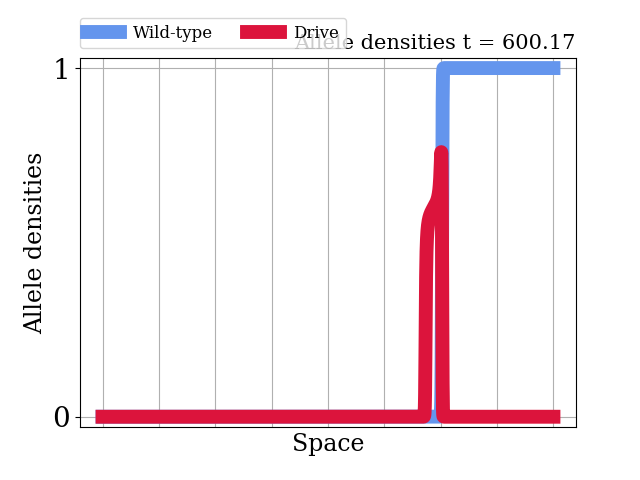 Wild-type
Drive
Allele densities t = 600.17
1
Allele densities
0
Space